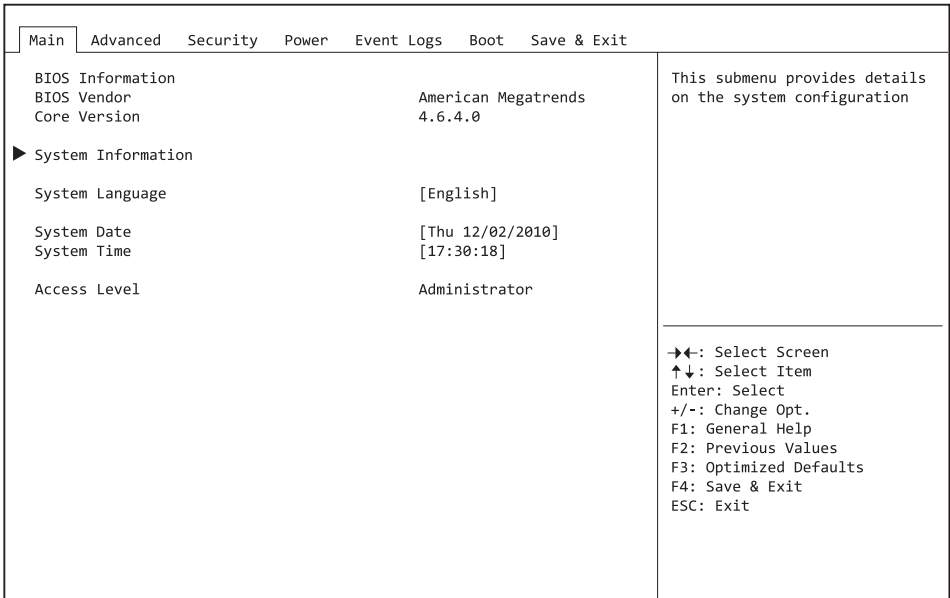 Main Advanced Security Power Event Logs Boot Save & Exit
BIOS Information
BIOS Vendor American Megatrends
Core Version 4.6.4.0
System Information
System Language [English]
System Date [Thu 12/02/2010]
System Time [17:30:18]
Access Level Administrator
This submenu provides details
on the system configuration
→←: Select Screen
↑↓: Select Item
Enter: Select
+/-: Change Opt.
F1: General Help
F2: Previous Values
F3: Optimized Defaults
F4: Save & Exit
ESC: Exit